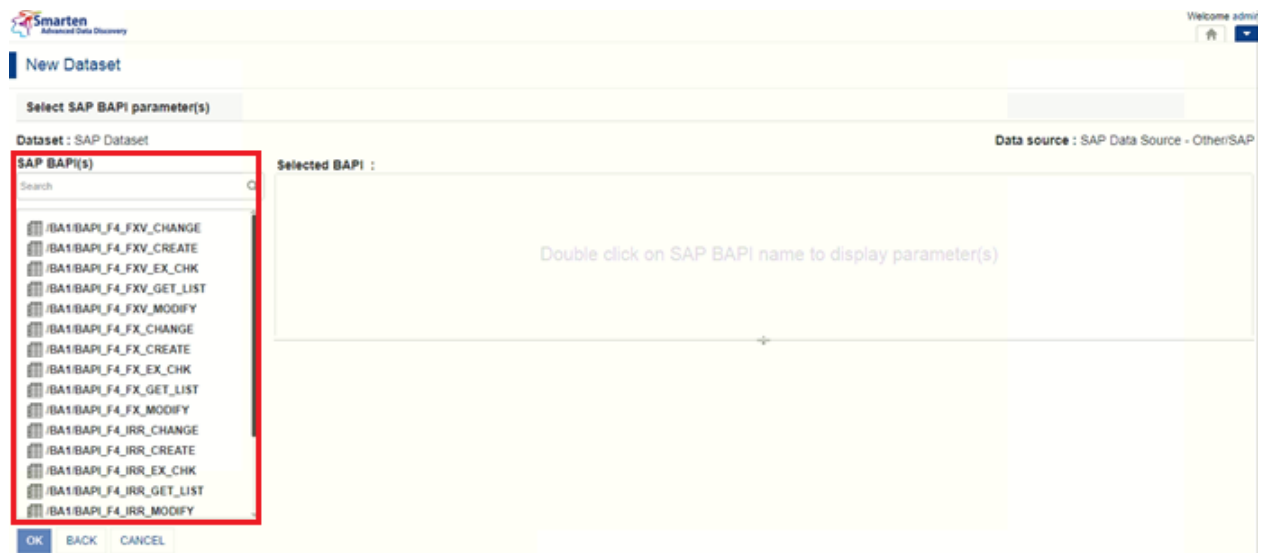 Smarten
Advanced Data Discovery
Welcome admin
New Dataset
Select SAP BAPI parameter(s)
Dataset : SAP Dataset
Data source : SAP Data Source - Other/SAP
SAP BAPI(s)
Selected BAPI :
Search
/BA1/BAPI_F4_FXV_CHANGE
/BA1/BAPI_F4_FXV_CREATE
/BA1/BAPI_F4_FXV_EX_CHK
/BA1/BAPI_F4_FXV_GET_LIST
/BA1/BAPI_F4_FXV_MODIFY
/BA1/BAPI_F4_FX_CHANGE
/BA1/BAPI_F4_FX_CREATE
/BA1/BAPI_F4_FX_EX_CHK
/BA1/BAPI_F4_FX_GET_LIST
/BA1/BAPI_F4_FX_MODIFY
/BA1/BAPI_F4_IRR_CHANGE
/BA1/BAPI_F4_IRR_CREATE
/BA1/BAPI_F4_IRR_EX_CHK
/BA1/BAPI_F4_IRR_GET_LIST
/BA1/BAPI_F4_IRR_MODIFY
Double click on SAP BAPI name to display parameter(s)
OK BACK CANCEL